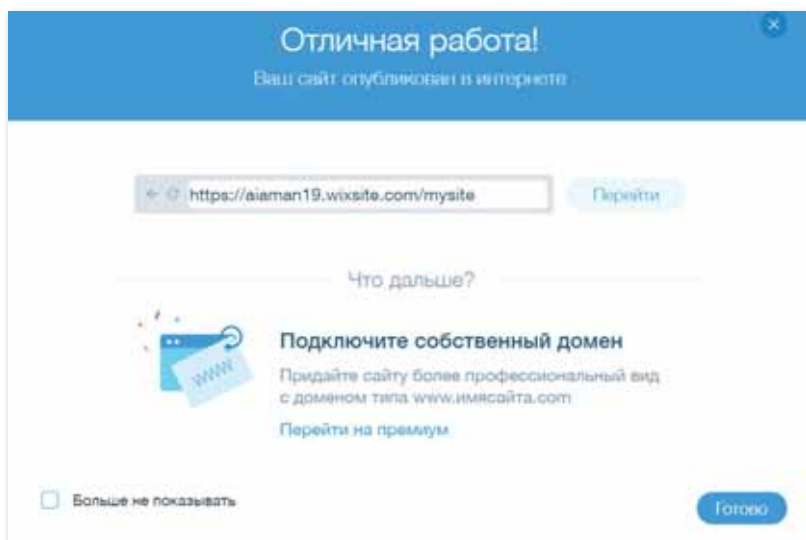 Отличная работа!
Ваш сайт опубликован в интернете
https://aiaman19.wixsite.com/mysite
Перейти
Что дальше?
www
Подключите собственный домен
Придайте сайту более профессиональный вид
с доменом типа www.имясайта.com
Перейти на премиум
Больше не показывать
Готово